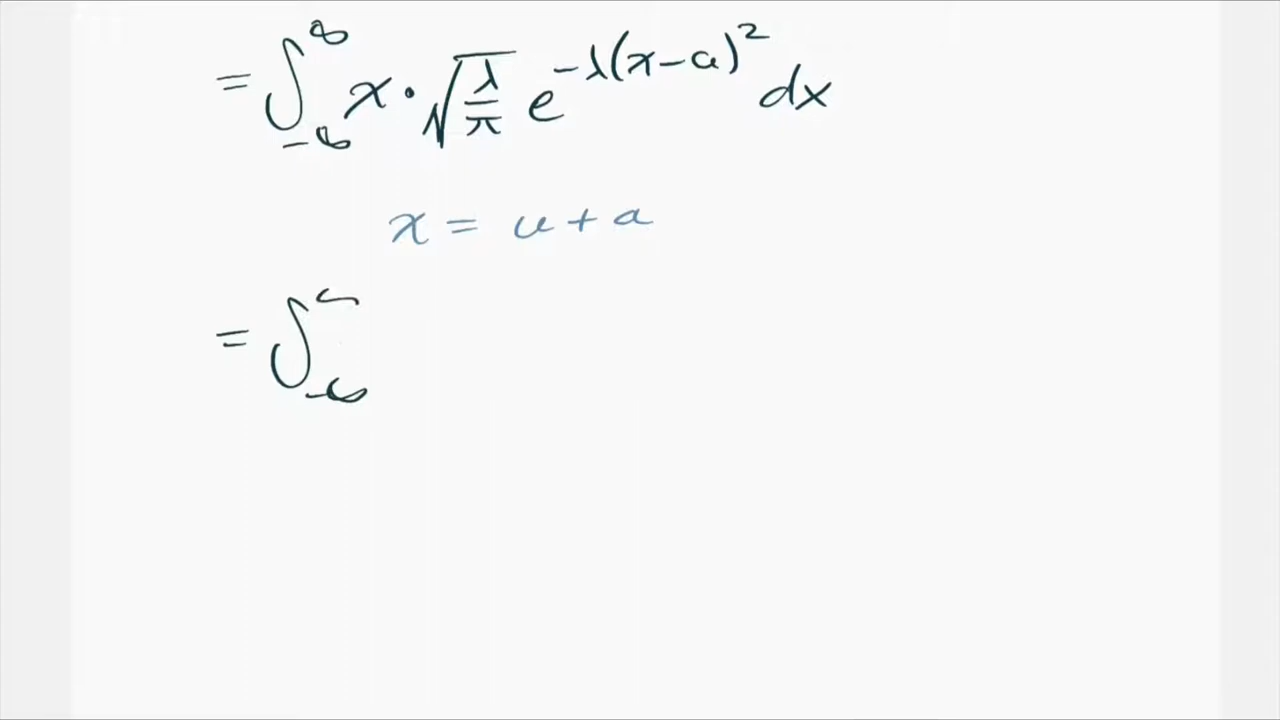 = ∫_{-∞}^{∞} x · √(λ/π) e^{-λ(x-a)²} dx
x = u + a
= ∫_{-∞}